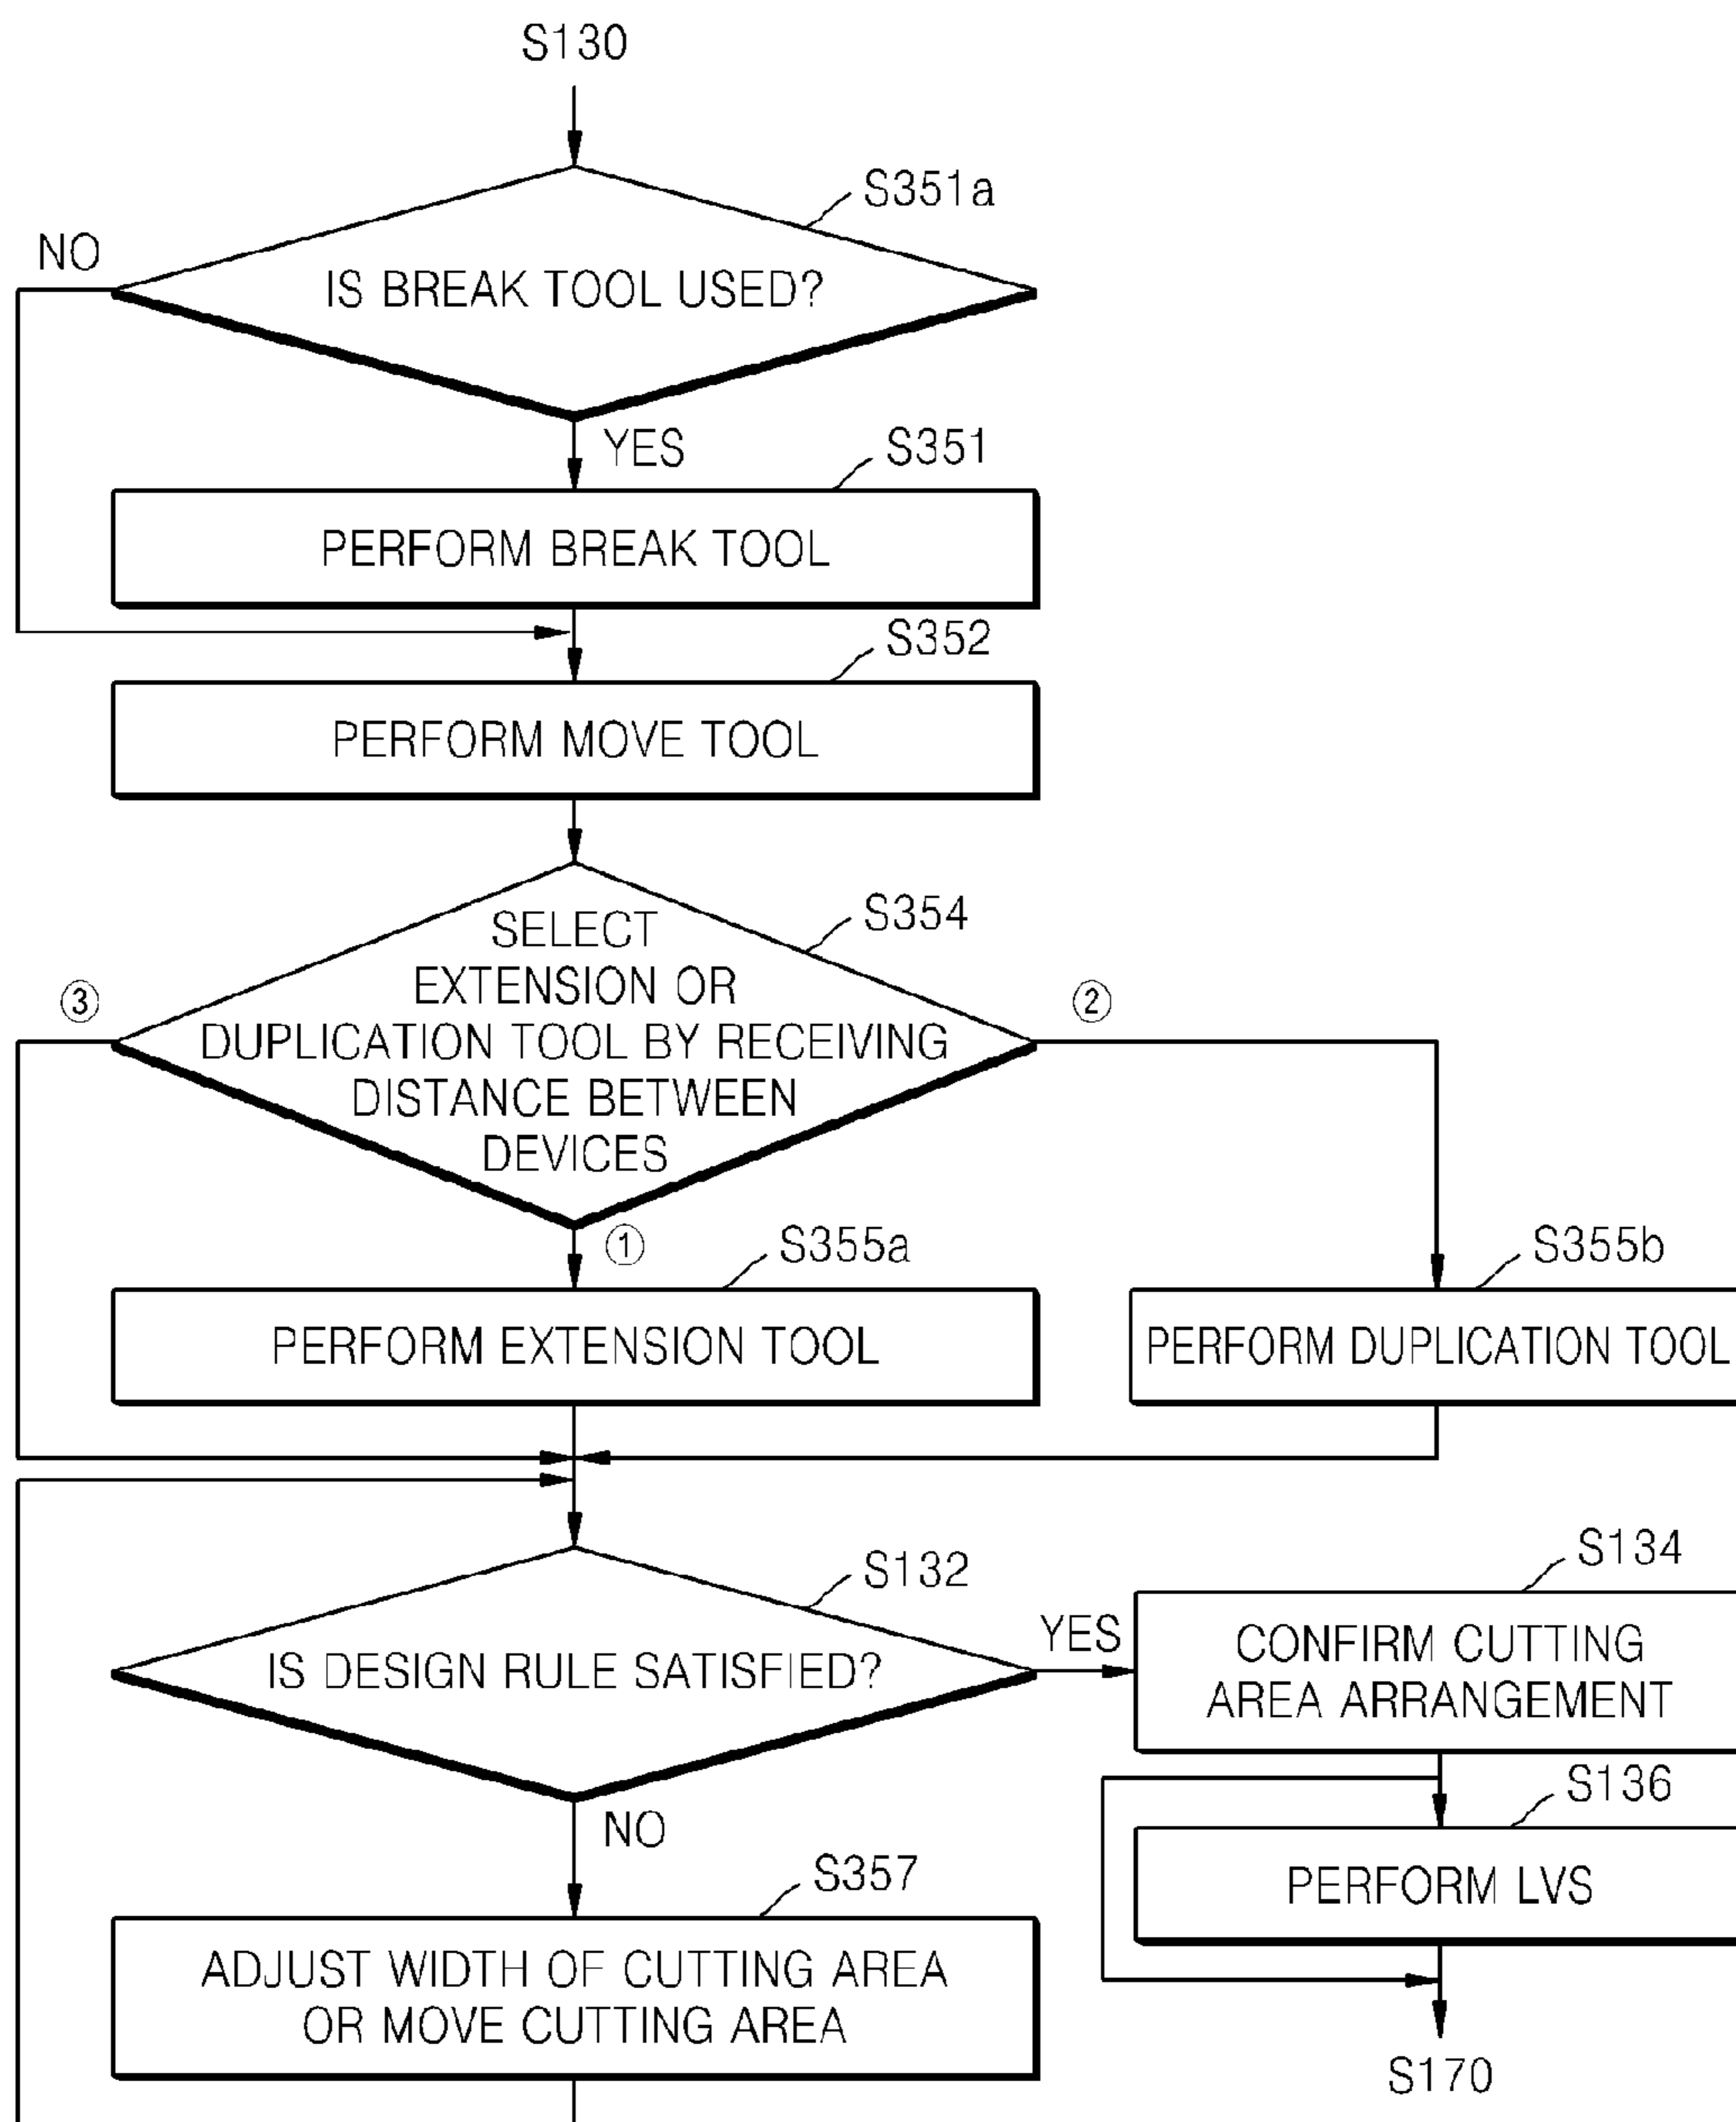 S130
S351a
NO
IS BREAK TOOL USED?
YES
S351
PERFORM BREAK TOOL
S352
PERFORM MOVE TOOL
S354
SELECT
EXTENSION OR
DUPLICATION TOOL BY RECEIVING
DISTANCE BETWEEN
DEVICES
③
②
①
S355a
S355b
PERFORM EXTENSION TOOL
PERFORM DUPLICATION TOOL
S132
S134
IS DESIGN RULE SATISFIED?
YES
CONFIRM CUTTING
AREA ARRANGEMENT
NO
S136
PERFORM LVS
S357
ADJUST WIDTH OF CUTTING AREA
OR MOVE CUTTING AREA
S170